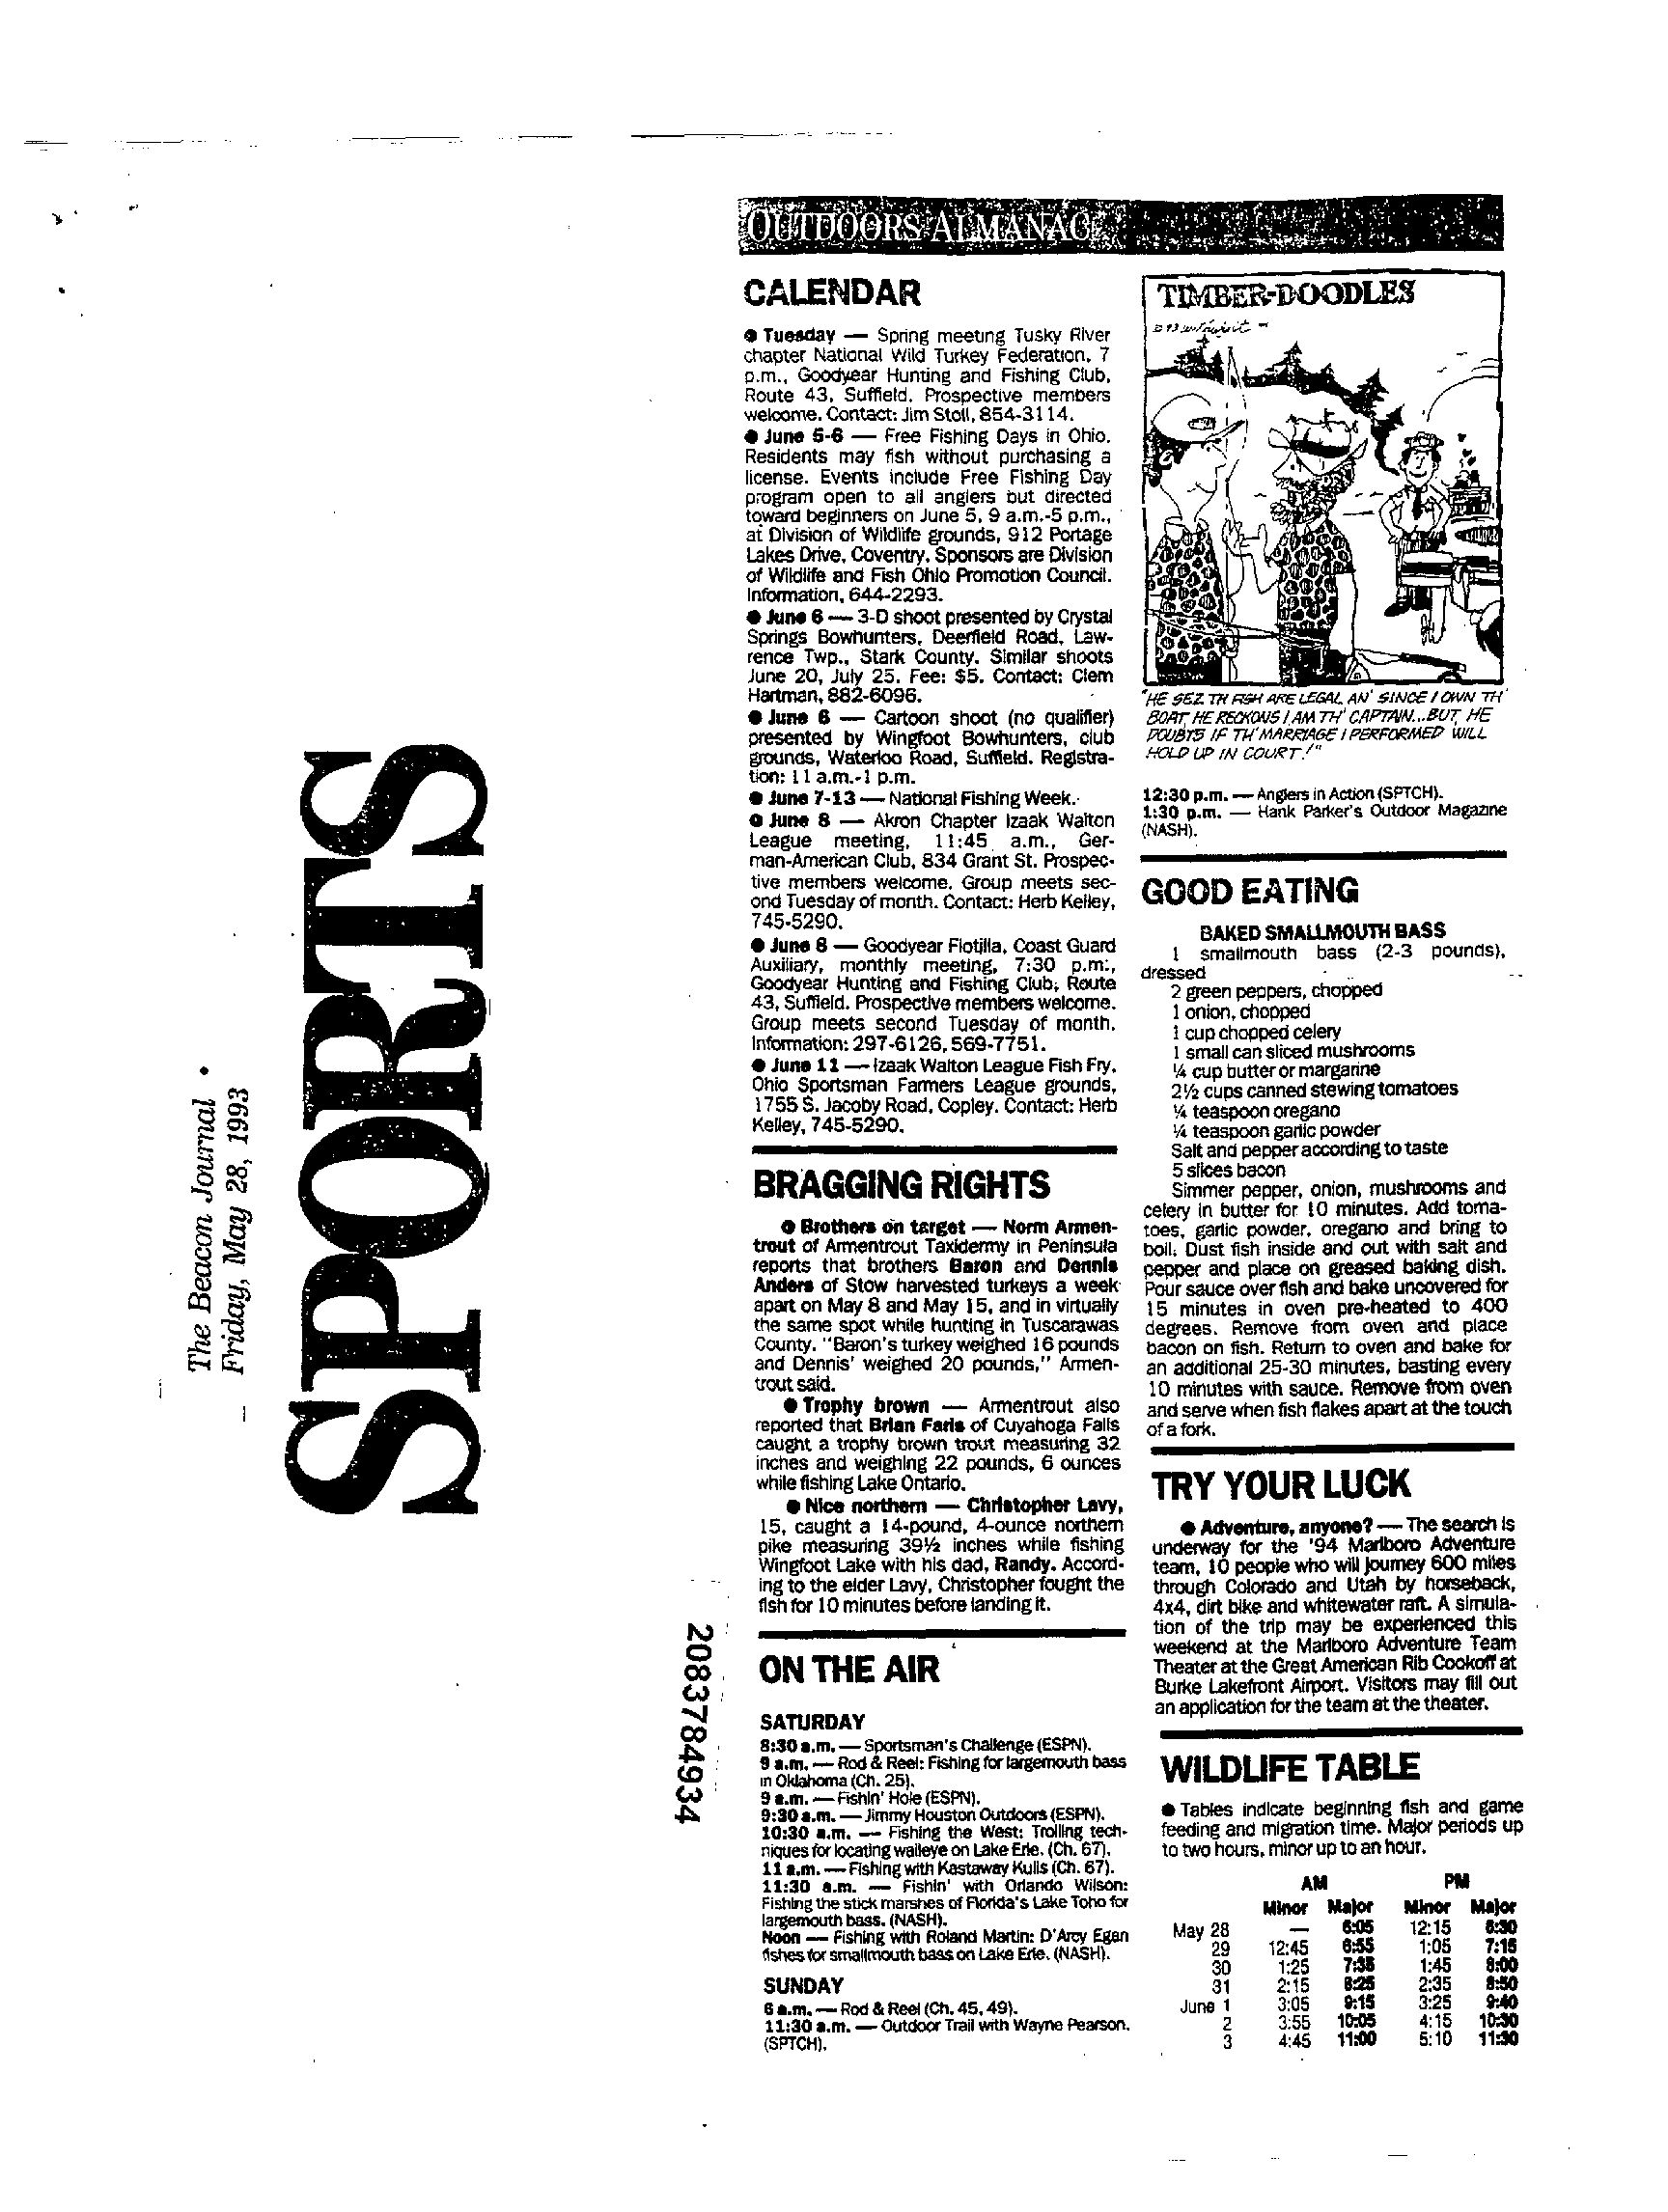 The Beacon Journal
Friday, May 28, 1993
SPORTS
2083784934
OUTDOORS ALMANAC
CALENDAR
● Tuesday — Spring meeting Tusky River
chapter National Wild Turkey Federation, 7
p.m., Goodyear Hunting and Fishing Club,
Route 43, Suffield. Prospective members
welcome. Contact: Jim Stoll, 854-3114.
● June 5-6 — Free Fishing Days in Ohio.
Residents may fish without purchasing a
license. Events include Free Fishing Day
program open to all anglers but directed
toward beginners on June 5, 9 a.m.-5 p.m.,
at Division of Wildlife grounds, 912 Portage
Lakes Drive, Coventry. Sponsors are Division
of Wildlife and Fish Ohio Promotion Council.
Information, 644-2293.
● June 6 — 3-D shoot presented by Crystal
Springs Bowhunters, Deerfield Road, Law-
rence Twp., Stark County. Similar shoots
June 20, July 25. Fee: $5. Contact: Clem
Hartman, 882-6096.
● June 6 — Cartoon shoot (no qualifier)
presented by Wingfoot Bowhunters, club
grounds, Waterloo Road, Suffield. Registra-
tion: 11 a.m.-1 p.m.
● June 7-13 — National Fishing Week.
● June 8 — Akron Chapter Izaak Walton
League meeting, 11:45 a.m., Ger-
man-American Club, 834 Grant St. Prospec-
tive members welcome. Group meets sec-
ond Tuesday of month. Contact: Herb Kelley,
745-5290.
● June 8 — Goodyear Flotilla, Coast Guard
Auxiliary, monthly meeting, 7:30 p.m.,
Goodyear Hunting and Fishing Club, Route
43, Suffield. Prospective members welcome.
Group meets second Tuesday of month.
Information: 297-6126, 569-7751.
● June 11 — Izaak Walton League Fish Fry,
Ohio Sportsman Farmers League grounds,
1755 S. Jacoby Road, Copley. Contact: Herb
Kelley, 745-5290.
BRAGGING RIGHTS
● Brothers on target — Norm Armen-
trout of Armentrout Taxidermy in Peninsula
reports that brothers Baron and Dennis
Anders of Stow harvested turkeys a week
apart on May 8 and May 15, and in virtually
the same spot while hunting in Tuscarawas
County. "Baron's turkey weighed 16 pounds
and Dennis' weighed 20 pounds," Armen-
trout said.
● Trophy brown — Armentrout also
reported that Brian Faris of Cuyahoga Falls
caught a trophy brown trout measuring 32
inches and weighing 22 pounds, 6 ounces
while fishing Lake Ontario.
● Nice northern — Christopher Lavy,
15, caught a 14-pound, 4-ounce northern
pike measuring 39½ inches while fishing
Wingfoot Lake with his dad, Randy. Accord-
ing to the elder Lavy, Christopher fought the
fish for 10 minutes before landing it.
ON THE AIR
SATURDAY
8:30 a.m. — Sportsman's Challenge (ESPN).
9 a.m. — Rod & Reel: Fishing for largemouth bass
in Oklahoma (Ch. 25).
9 a.m. — Fishin' Hole (ESPN).
9:30 a.m. — Jimmy Houston Outdoors (ESPN).
10:30 a.m. — Fishing the West: Trolling tech-
niques for locating walleye on Lake Erie. (Ch. 67).
11 a.m. — Fishing with Kastaway Kulis (Ch. 67).
11:30 a.m. — Fishin' with Orlando Wilson:
Fishing the stick marshes of Florida's Lake Toho for
largemouth bass. (NASH).
Noon — Fishing with Roland Martin: D'Arcy Egan
fishes for smallmouth bass on Lake Erie. (NASH).
SUNDAY
6 a.m. — Rod & Reel (Ch. 45, 49).
11:30 a.m. — Outdoor Trail with Wayne Pearson.
(SPTCH).
TIMBER-DOODLES
"HE SEZ TH FISH ARE LEGAL AN' SINCE I OWN TH'
BOAT, HE RECKONS I AM TH' CAPTAIN...BUT, HE
DOUBTS IF TH' MARRIAGE I PERFORMED WILL
HOLD UP IN COURT!"
12:30 p.m. — Anglers in Action (SPTCH).
1:30 p.m. — Hank Parker's Outdoor Magazine
(NASH).
GOOD EATING
BAKED SMALLMOUTH BASS
1 smallmouth bass (2-3 pounds),
dressed
2 green peppers, chopped
1 onion, chopped
1 cup chopped celery
1 small can sliced mushrooms
¼ cup butter or margarine
2½ cups canned stewing tomatoes
¼ teaspoon oregano
¼ teaspoon garlic powder
Salt and pepper according to taste
5 slices bacon
Simmer pepper, onion, mushrooms and
celery in butter for 10 minutes. Add toma-
toes, garlic powder, oregano and bring to
boil. Dust fish inside and out with salt and
pepper and place on greased baking dish.
Pour sauce over fish and bake uncovered for
15 minutes in oven pre-heated to 400
degrees. Remove from oven and place
bacon on fish. Return to oven and bake for
an additional 25-30 minutes, basting every
10 minutes with sauce. Remove from oven
and serve when fish flakes apart at the touch
of a fork.
TRY YOUR LUCK
● Adventure, anyone? — The search is
underway for the '94 Marlboro Adventure
team, 10 people who will journey 600 miles
through Colorado and Utah by horseback,
4x4, dirt bike and whitewater raft. A simula-
tion of the trip may be experienced this
weekend at the Marlboro Adventure Team
Theater at the Great American Rib Cookoff at
Burke Lakefront Airport. Visitors may fill out
an application for the team at the theater.
WILDLIFE TABLE
● Tables indicate beginning fish and game
feeding and migration time. Major periods up
to two hours, minor up to an hour.
AM PM
Minor Major Minor Major
May 28 — 6:05 12:15 6:30
29 12:45 6:55 1:05 7:15
30 1:25 7:35 1:45 8:00
31 2:15 8:25 2:35 8:50
June 1 3:05 9:15 3:25 9:40
2 3:55 10:05 4:15 10:30
3 4:45 11:00 5:10 11:30